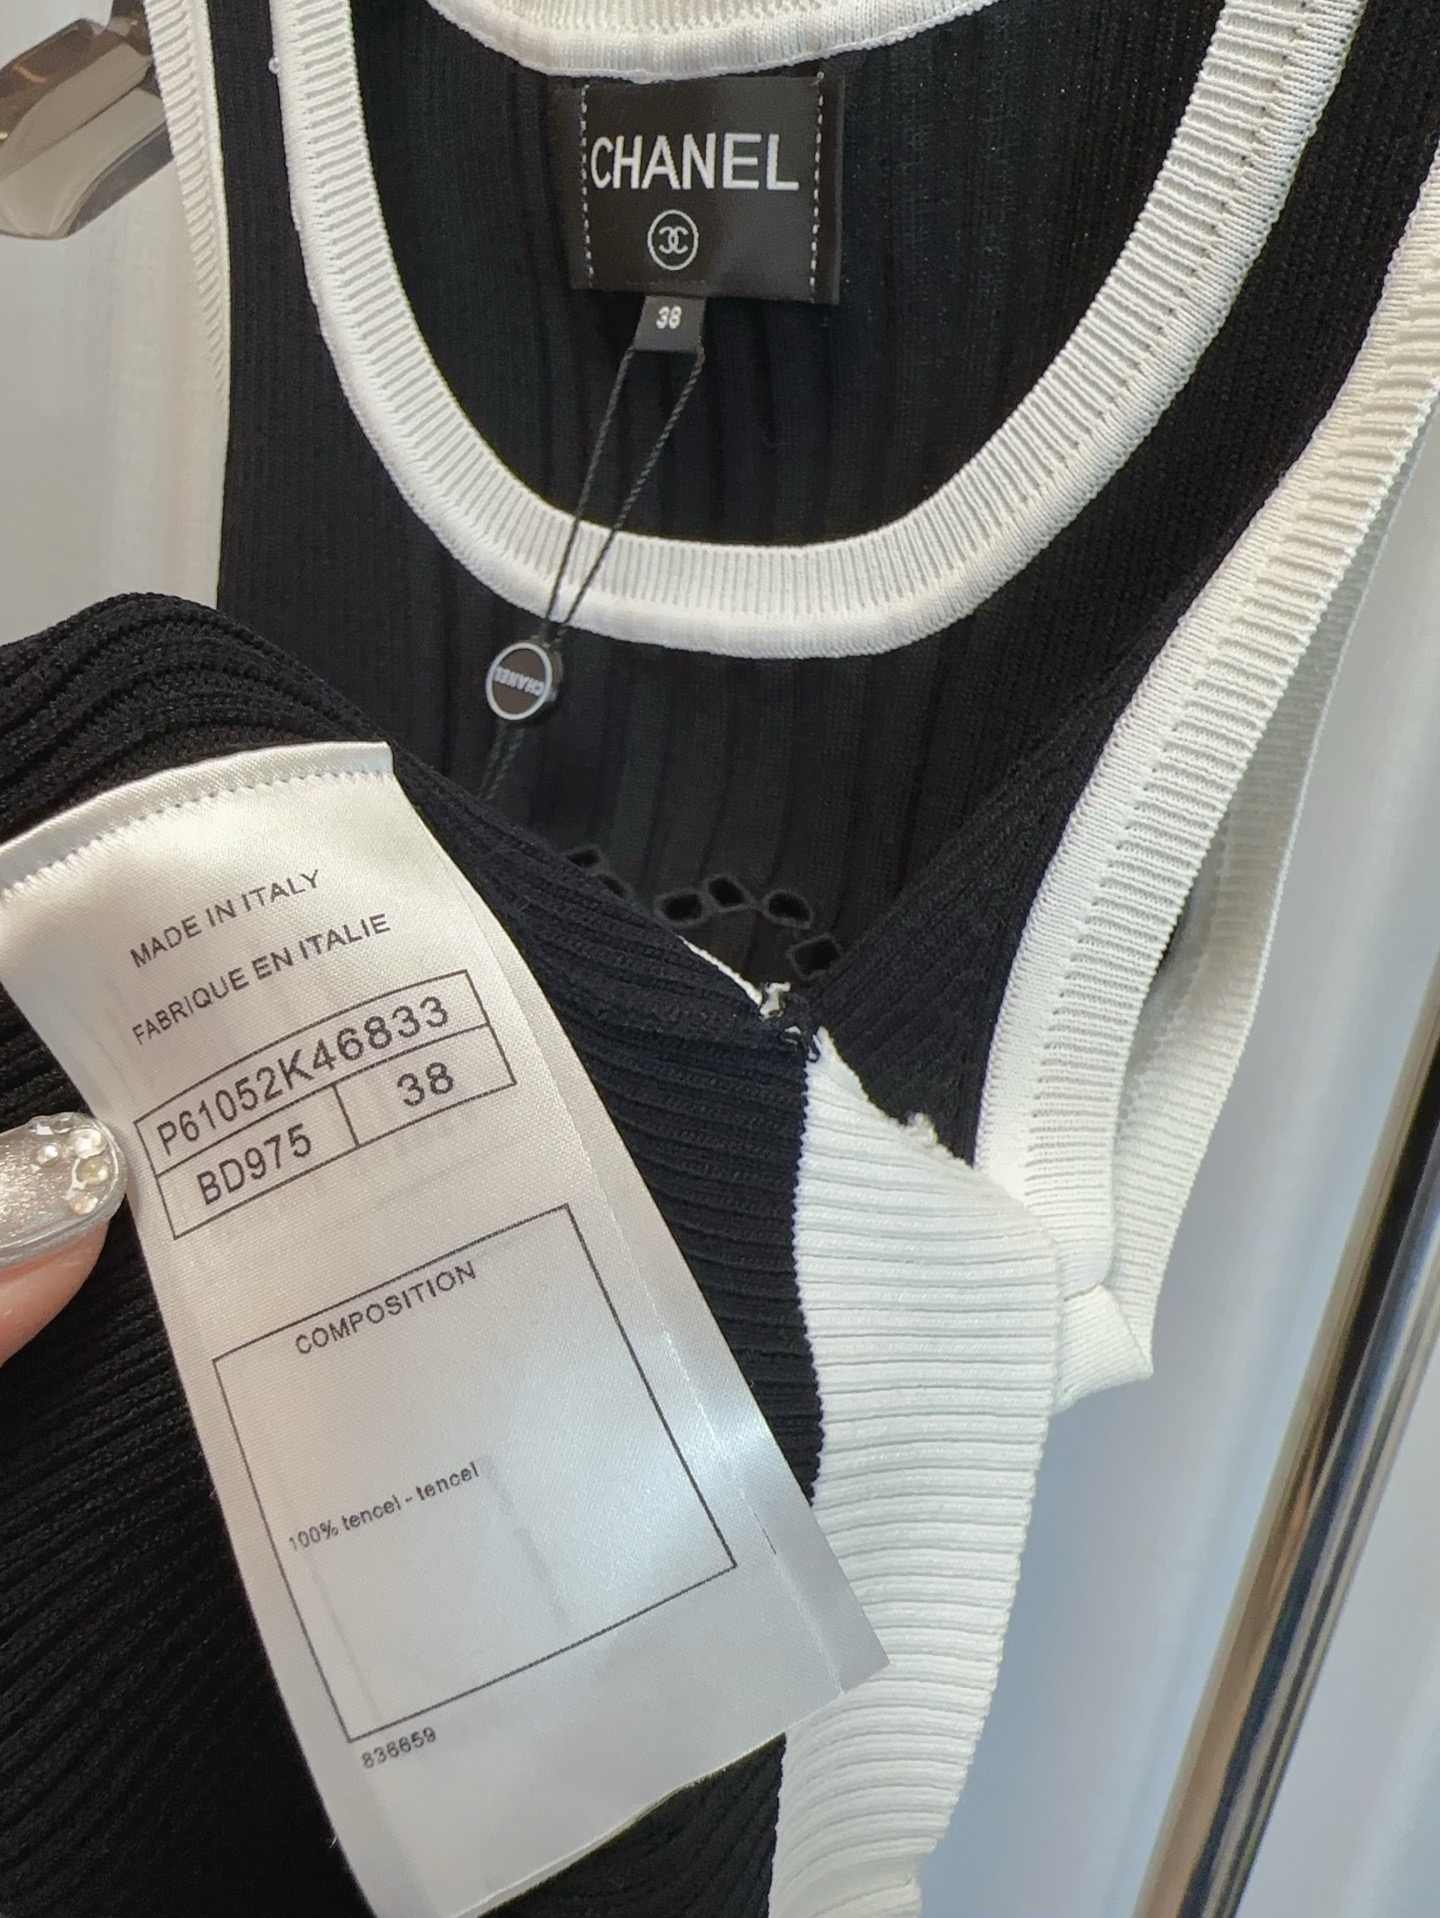 CHANEL
38
CHANEL
MADE IN ITALY
FABRIQUE EN ITALIE
P61052K46833
BD975 38
COMPOSITION
100% tencel - tencel
836659